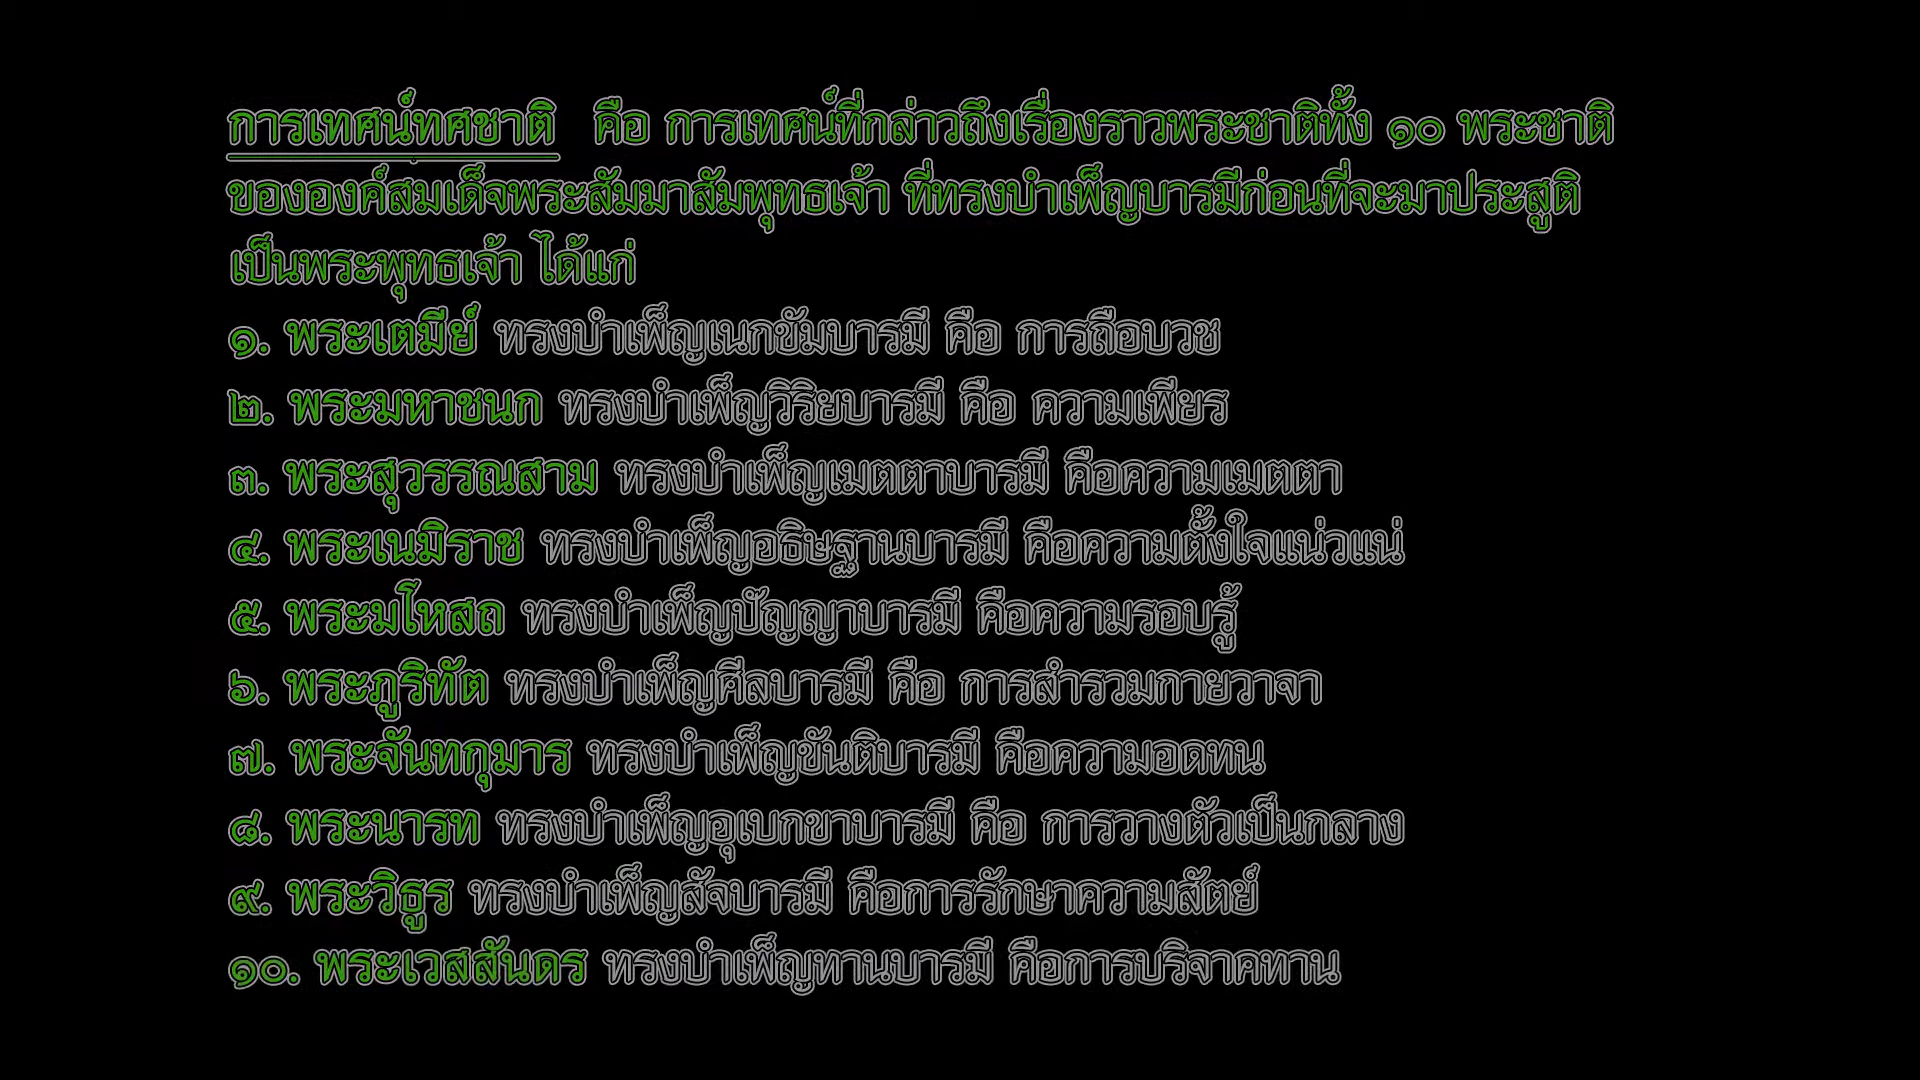 การเทศน์ทศชาติ คือ การเทศน์ที่กล่าวถึงเรื่องราวพระชาติทั้ง ๑๐ พระชาติ
ขององค์สมเด็จพระสัมมาสัมพุทธเจ้า ที่ทรงบำเพ็ญบารมีก่อนที่จะมาประสูติ
เป็นพระพุทธเจ้า ได้แก่
๑. พระเตมีย์ ทรงบำเพ็ญเนกขัมบารมี คือ การถือบวช
๒. พระมหาชนก ทรงบำเพ็ญวิริยบารมี คือ ความเพียร
๓. พระสุวรรณสาม ทรงบำเพ็ญเมตตาบารมี คือความเมตตา
๔. พระเนมิราช ทรงบำเพ็ญอธิษฐานบารมี คือความตั้งใจแน่วแน่
๕. พระมโหสถ ทรงบำเพ็ญปัญญาบารมี คือความรอบรู้
๖. พระภูริทัต ทรงบำเพ็ญศีลบารมี คือ การสำรวมกายวาจา
๗. พระจันทกุมาร ทรงบำเพ็ญขันติบารมี คือความอดทน
๘. พระนารท ทรงบำเพ็ญอุเบกขาบารมี คือ การวางตัวเป็นกลาง
๙. พระวิธูร ทรงบำเพ็ญสัจบารมี คือการรักษาความสัตย์
๑๐. พระเวสสันดร ทรงบำเพ็ญทานบารมี คือการบริจาคทาน